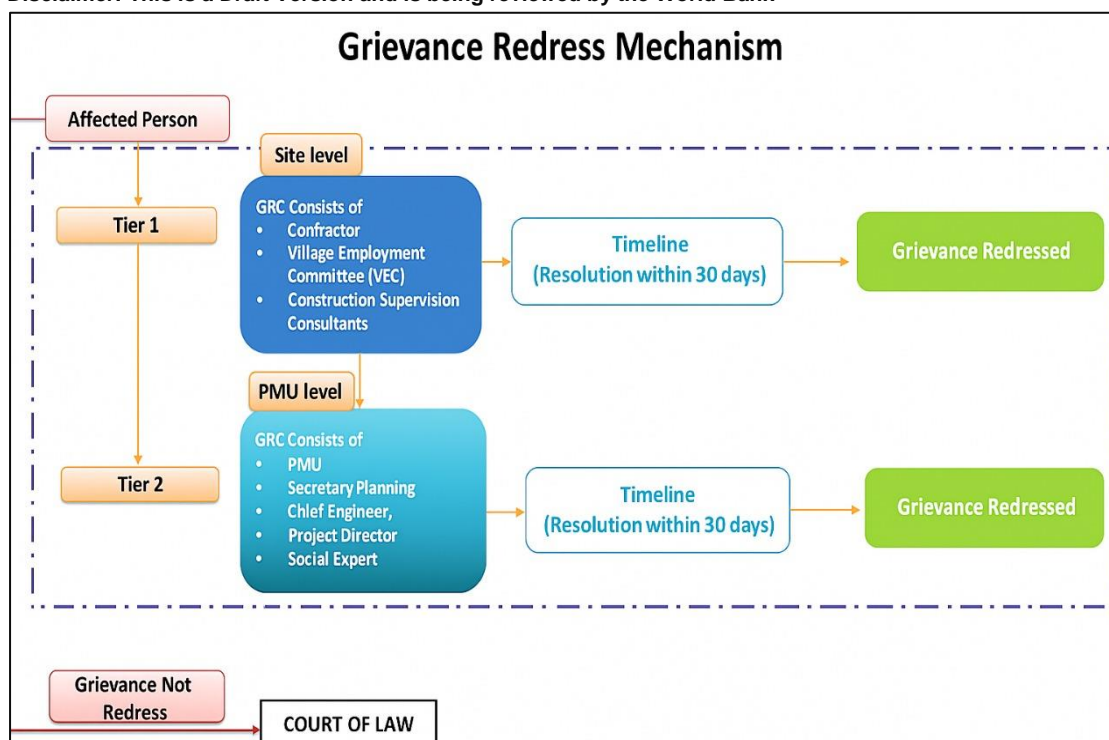 Disclaimer: This is a Draft Version and is being reviewed by the World Bank
Grievance Redress Mechanism
Affected Person
Site level
Tier 1
GRC Consists of
• Confractor
• Village Employment
Committee (VEC)
• Construction Supervision
Consultants
Timeline
(Resolution within 30 days)
Grievance Redressed
PMU level
Tier 2
GRC Consists of
• PMU
• Secretary Planning
• Chlef Engineer,
• Project Director
• Social Expert
Timeline
(Resolution within 30 days)
Grievance Redressed
Grievance Not
Redress
COURT OF LAW